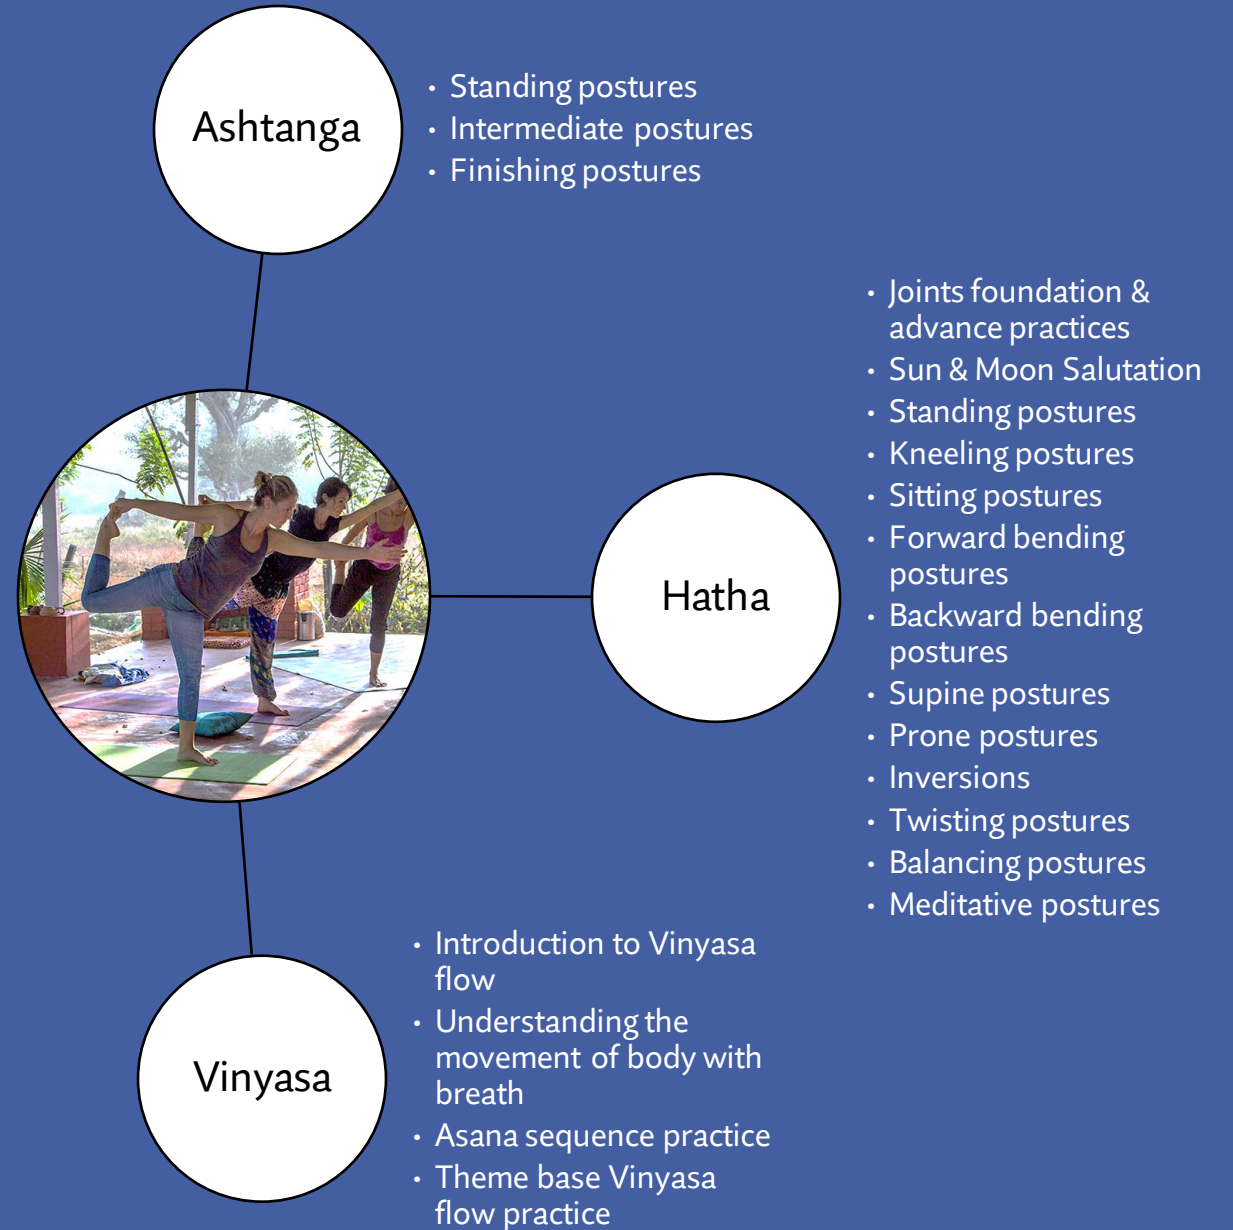 Ashtanga
• Standing postures
• Intermediate postures
• Finishing postures
Hatha
• Joints foundation &
advance practices
• Sun & Moon Salutation
• Standing postures
• Kneeling postures
• Sitting postures
• Forward bending
postures
• Backward bending
postures
• Supine postures
• Prone postures
• Inversions
• Twisting postures
• Balancing postures
• Meditative postures
Vinyasa
• Introduction to Vinyasa
flow
• Understanding the
movement of body with
breath
• Asana sequence practice
• Theme base Vinyasa
flow practice